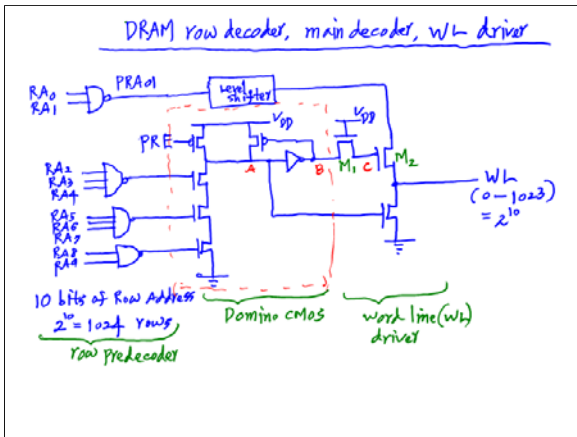 DRAM row decoder, main decoder, WL driver
RA0
RA1
PRA01
Level shifter
VDD
VDD
PRE
A
B
M1
C
M2
RA2
RA3
RA4
WL
(0-1023)
= 2^10
RA5
RA6
RA7
RA8
RA9
10 bits of Row Address
2^10 = 1024 rows
row predecoder
Domino CMOS
word line (WL)
driver